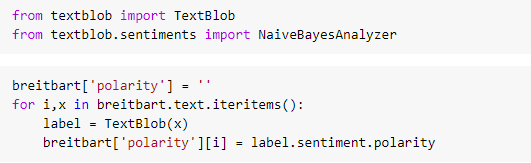 from textblob import TextBlob
from textblob.sentiments import NaiveBayesAnalyzer
breitbart['polarity'] = ''
for i,x in breitbart.text.iteritems():
    label = TextBlob(x)
    breitbart['polarity'][i] = label.sentiment.polarity